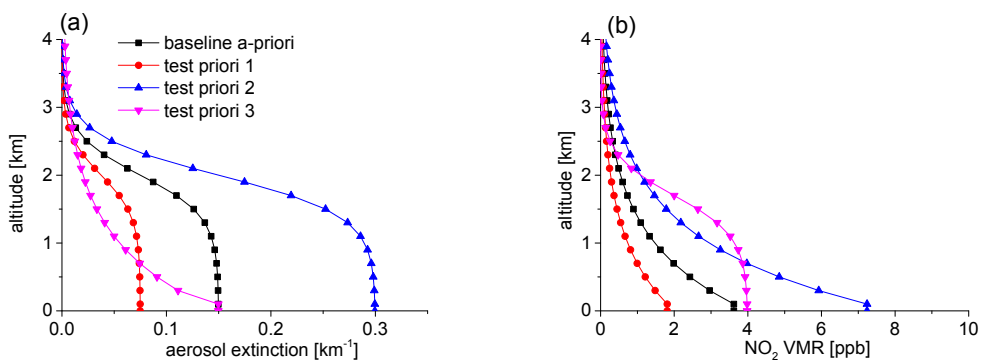 (a)
baseline a-priori
test priori 1
test priori 2
test priori 3
altitude [km]
4
3
2
1
0
0.0 0.1 0.2 0.3
aerosol extinction [km⁻¹]
(b)
altitude [km]
4
3
2
1
0
0 2 4 6 8 10
NO₂ VMR [ppb]